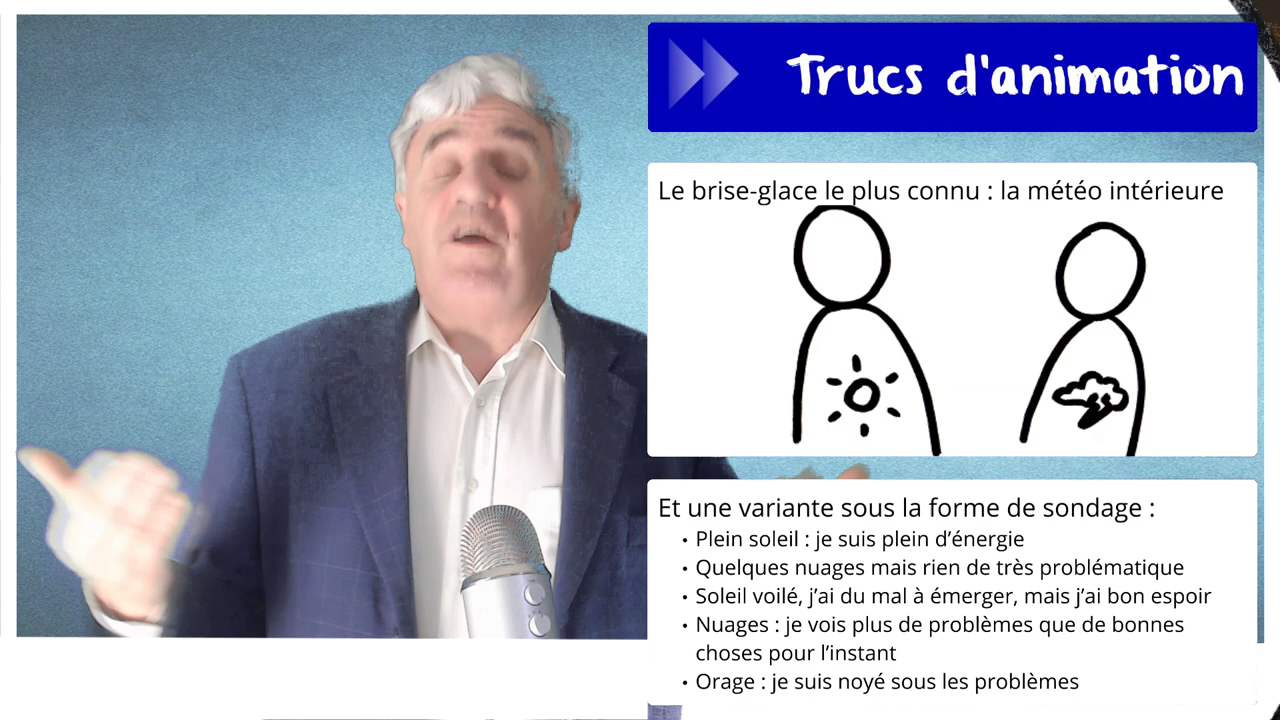 Trucs d'animation
Le brise-glace le plus connu : la météo intérieure
Et une variante sous la forme de sondage :
• Plein soleil : je suis plein d’énergie
• Quelques nuages mais rien de très problématique
• Soleil voilé, j’ai du mal à émerger, mais j’ai bon espoir
• Nuages : je vois plus de problèmes que de bonnes
choses pour l’instant
• Orage : je suis noyé sous les problèmes